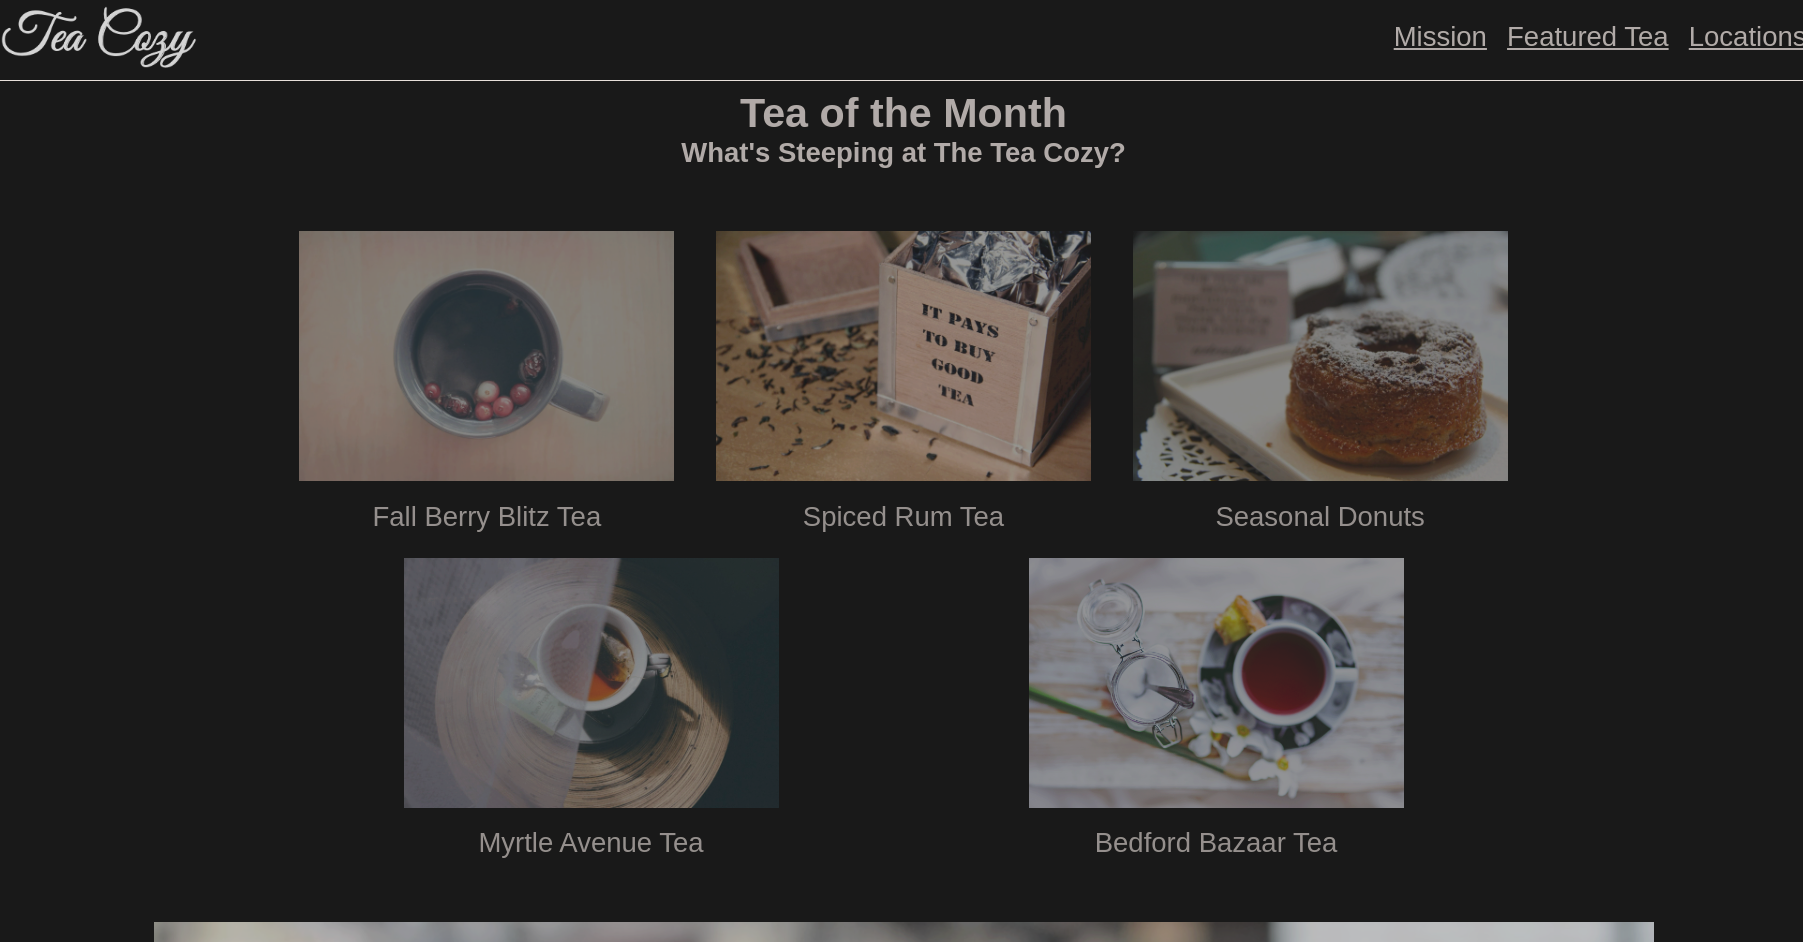 Tea Cozy
Mission Featured Tea Locations
Tea of the Month
What's Steeping at The Tea Cozy?
IT PAYS
TO BUY
GOOD
TEA
Fall Berry Blitz Tea
Spiced Rum Tea
Seasonal Donuts
Myrtle Avenue Tea
Bedford Bazaar Tea